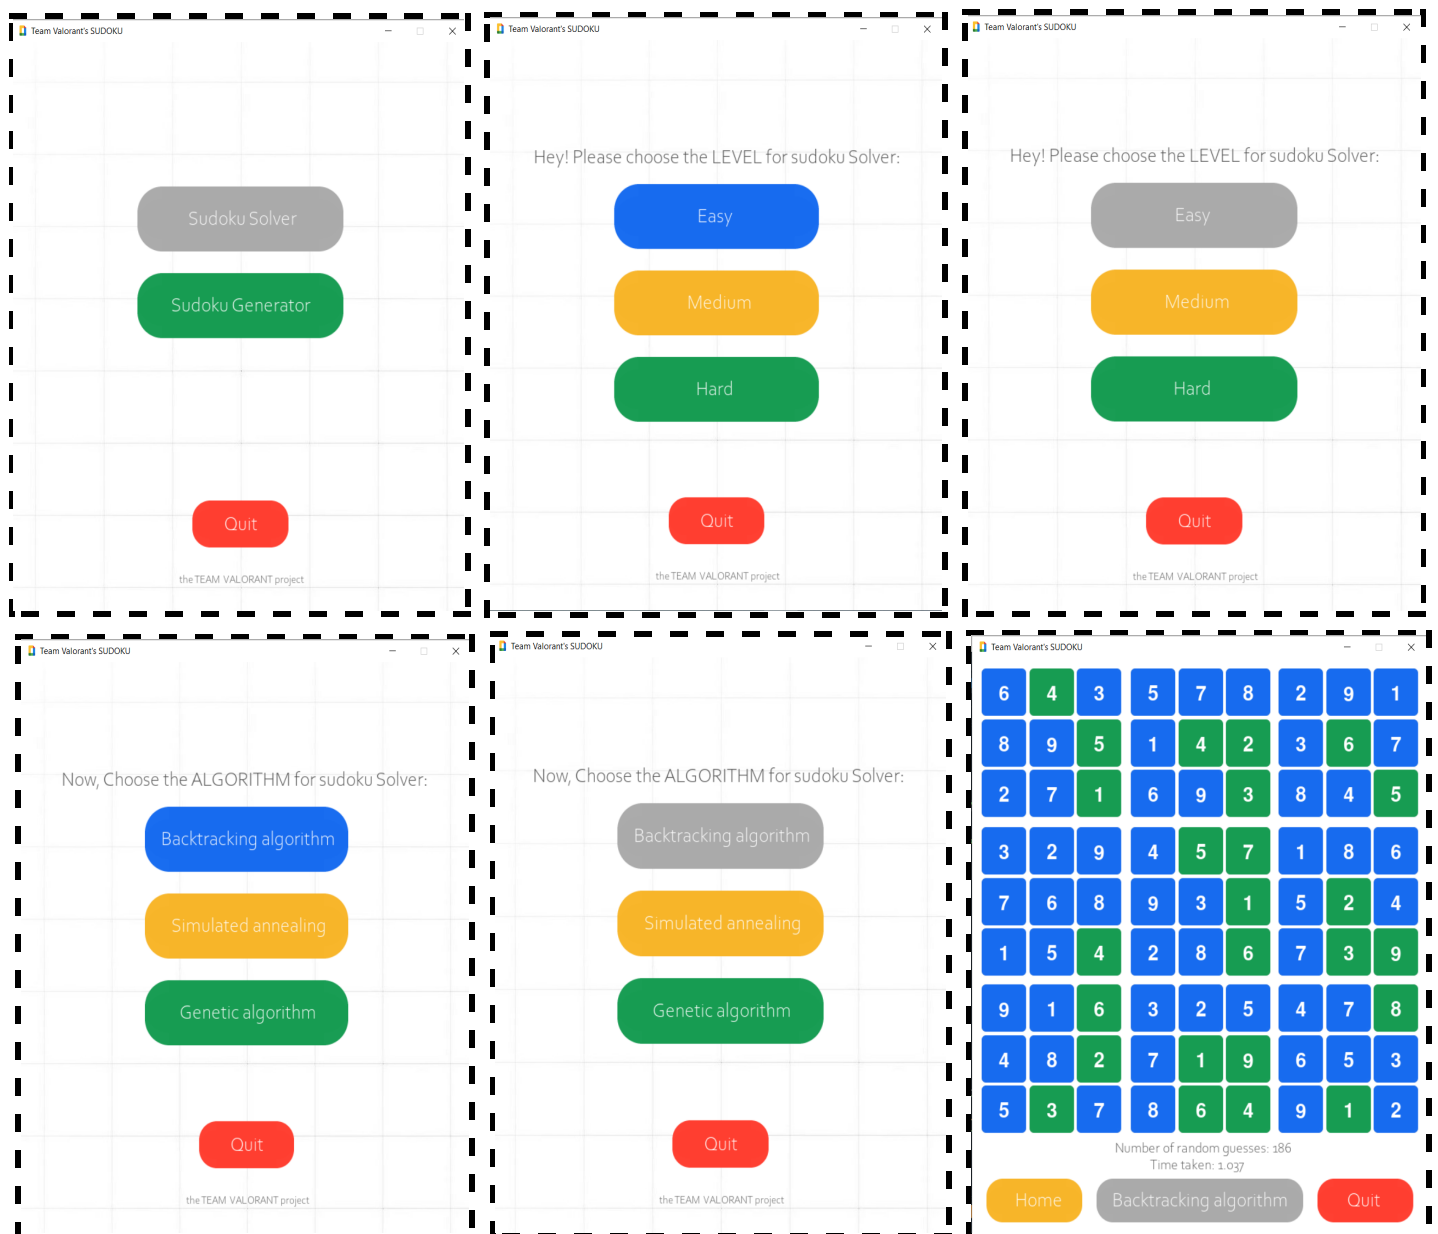 Team Valorant's SUDOKU
Sudoku Solver
Sudoku Generator
Quit
the TEAM VALORANT project
Team Valorant's SUDOKU
Hey! Please choose the LEVEL for sudoku Solver:
Easy
Medium
Hard
Quit
the TEAM VALORANT project
Team Valorant's SUDOKU
Hey! Please choose the LEVEL for sudoku Solver:
Easy
Medium
Hard
Quit
the TEAM VALORANT project
Team Valorant's SUDOKU
Now, Choose the ALGORITHM for sudoku Solver:
Backtracking algorithm
Simulated annealing
Genetic algorithm
Quit
the TEAM VALORANT project
Team Valorant's SUDOKU
Now, Choose the ALGORITHM for sudoku Solver:
Backtracking algorithm
Simulated annealing
Genetic algorithm
Quit
the TEAM VALORANT project
Team Valorant's SUDOKU
6 4 3 5 7 8 2 9 1
8 9 5 1 4 2 3 6 7
2 7 1 6 9 3 8 4 5
3 2 9 4 5 7 1 8 6
7 6 8 9 3 1 5 2 4
1 5 4 2 8 6 7 3 9
9 1 6 3 2 5 4 7 8
4 8 2 7 1 9 6 5 3
5 3 7 8 6 4 9 1 2
Number of random guesses: 186
Time taken: 1.037
Home Backtracking algorithm Quit